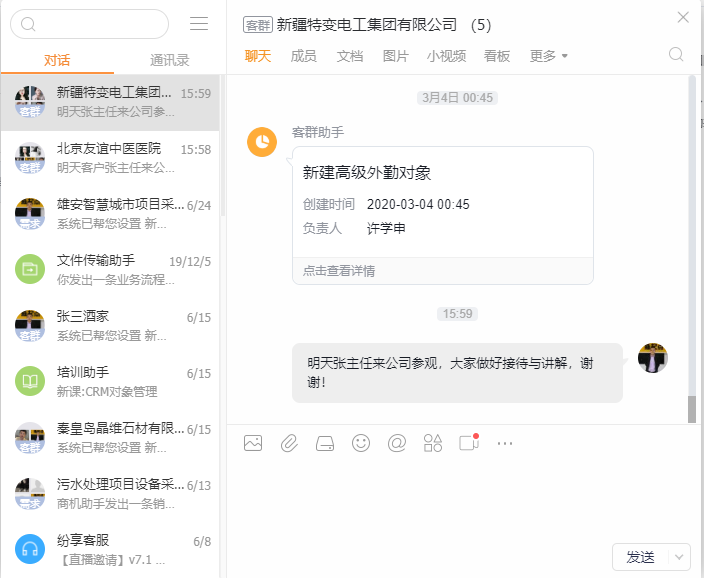 对话
通讯录
新疆特变电工集团... 15:59
明天张主任来公司参...
客群
北京友谊中医医院 15:58
明天客户张主任来公...
客群
雄安智慧城市项目采... 6/24
系统已帮您设置 新...
文件传输助手 19/12/5
你发出一条业务流程...
张三酒家 6/15
系统已帮您设置 新...
客群
培训助手 6/15
新课:CRM对象管理
秦皇岛晶维石材有限... 6/15
系统已帮您设置 新...
客群
污水处理项目设备采... 6/13
商机助手发出一条销...
纷享客服 6/8
【直播邀请】v7.1 ...
客群 新疆特变电工集团有限公司 (5)
聊天 成员 文档 图片 小视频 看板 更多
3月4日 00:45
客群助手
新建高级外勤对象
创建时间 2020-03-04 00:45
负责人 许学申
点击查看详情
15:59
明天张主任来公司参观，大家做好接待与讲解，谢
谢！
发送